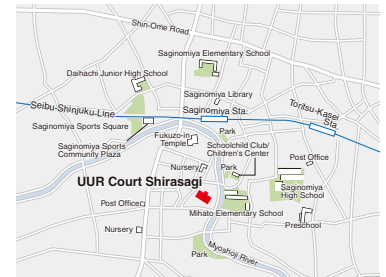 Shin-Ome Road
Saginomiya Elementary School
Daihachi Junior High School
Saginomiya Library
Seibu-Shinjuku Line
Saginomiya Sta.
Toritsu-Kasei
Sta.
Saginomiya Sports Square
Fukuzo-in
Temple
Park
Schoolchild Club/
Children's Center
Saginomiya Sports
Community Plaza
Post Office
Nursery
Park
UUR Court Shirasagi
Saginomiya
High School
Post Office
Mihato Elementary School
Preschool
Nursery
Myoshoji River
Park